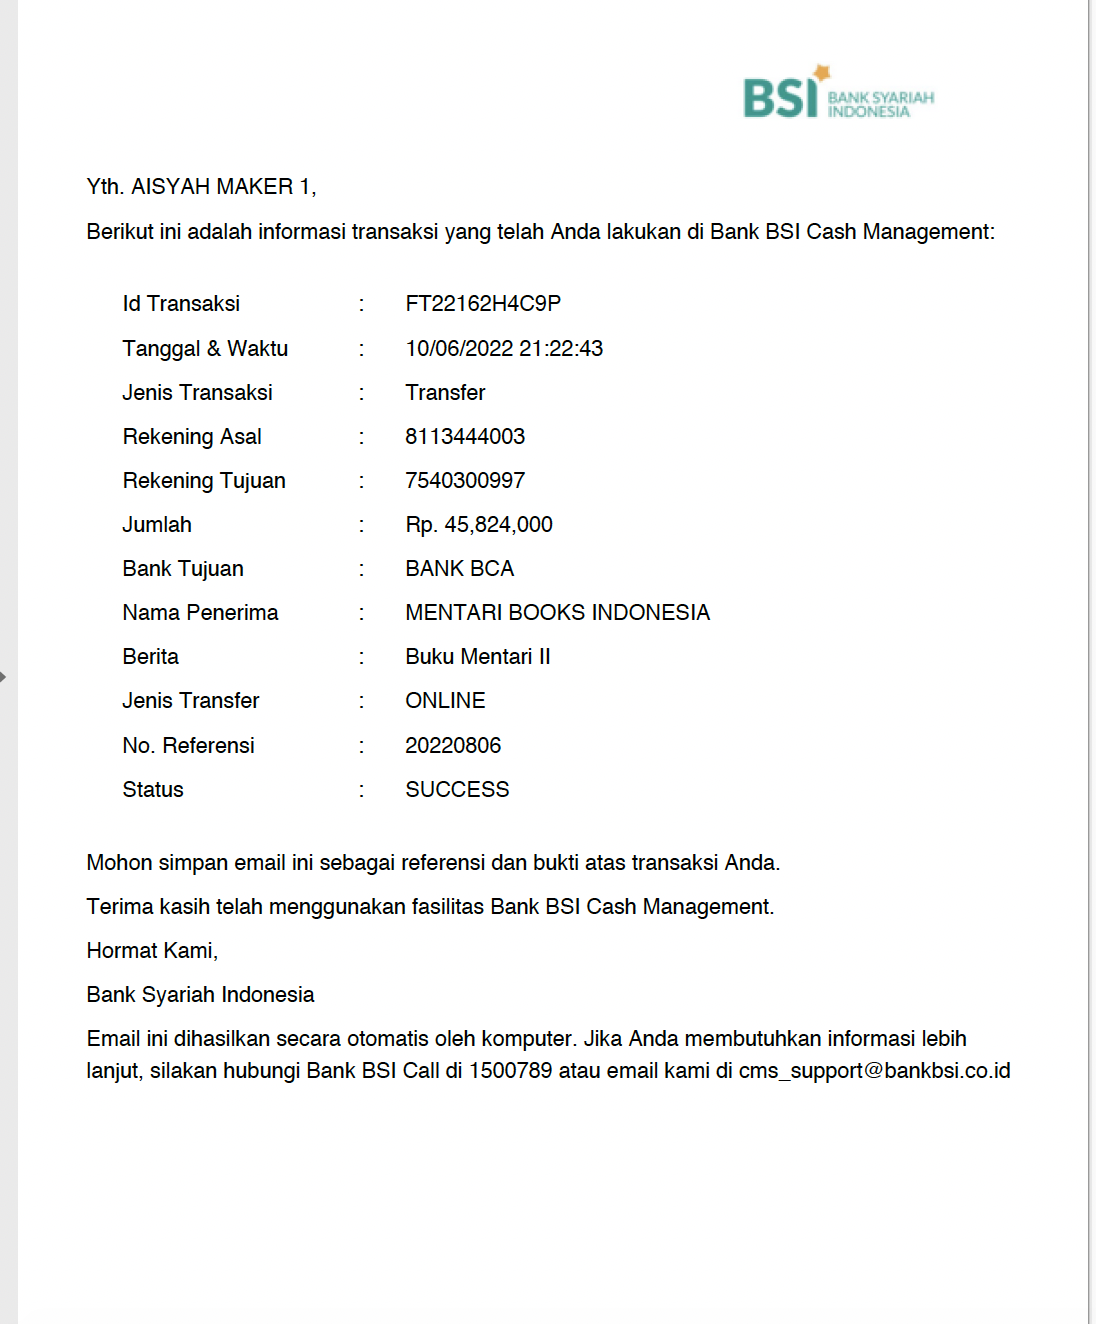 BSI BANK SYARIAH
INDONESIA
Yth. AISYAH MAKER 1,
Berikut ini adalah informasi transaksi yang telah Anda lakukan di Bank BSI Cash Management:
Id Transaksi : FT22162H4C9P
Tanggal & Waktu : 10/06/2022 21:22:43
Jenis Transaksi : Transfer
Rekening Asal : 8113444003
Rekening Tujuan : 7540300997
Jumlah : Rp. 45,824,000
Bank Tujuan : BANK BCA
Nama Penerima : MENTARI BOOKS INDONESIA
Berita : Buku Mentari II
Jenis Transfer : ONLINE
No. Referensi : 20220806
Status : SUCCESS
Mohon simpan email ini sebagai referensi dan bukti atas transaksi Anda.
Terima kasih telah menggunakan fasilitas Bank BSI Cash Management.
Hormat Kami,
Bank Syariah Indonesia
Email ini dihasilkan secara otomatis oleh komputer. Jika Anda membutuhkan informasi lebih
lanjut, silakan hubungi Bank BSI Call di 1500789 atau email kami di cms_support@bankbsi.co.id